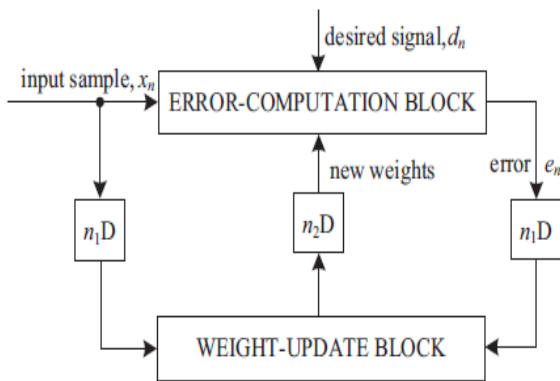 desired signal, dₙ
input sample, xₙ
ERROR-COMPUTATION BLOCK
new weights
error eₙ
n₁D
n₂D
n₁D
WEIGHT-UPDATE BLOCK